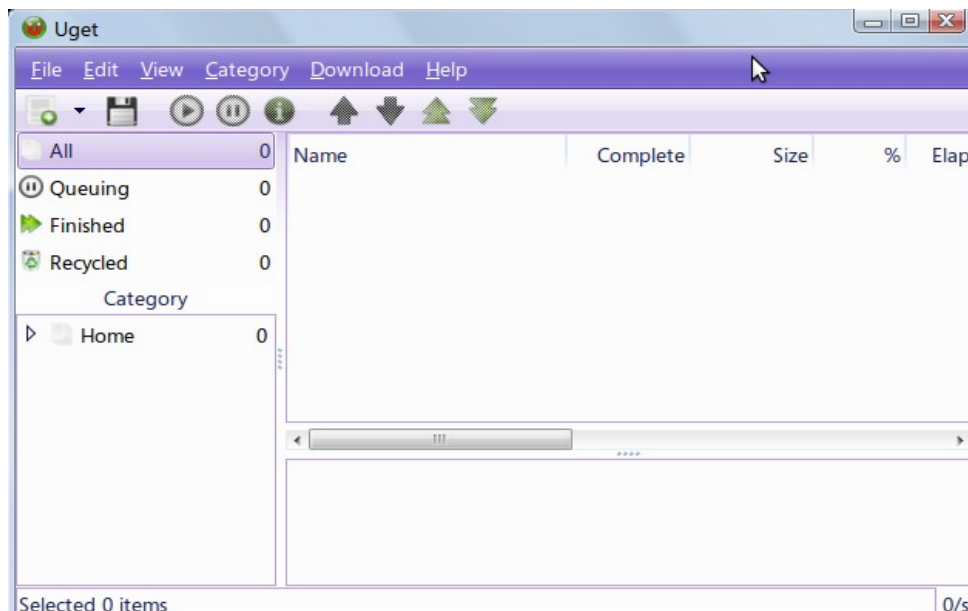 Uget
File Edit View Category Download Help
All 0
Queuing 0
Finished 0
Recycled 0
Category
Home 0
Name Complete Size % Elap
Selected 0 items 0/s